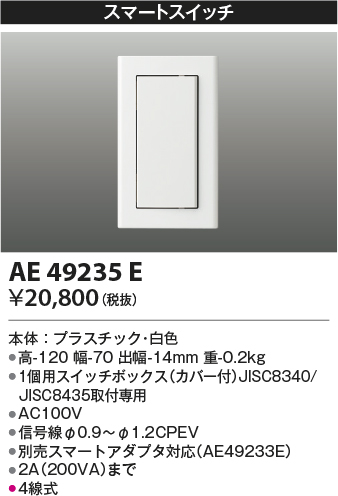 スマートスイッチ
AE 49235 E
¥20,800(税抜)
本体：プラスチック･白色
●高-120 幅-70 出幅-14mm 重-0.2kg
●1個用スイッチボックス(カバー付)JISC8340/
JISC8435取付専用
●AC100V
●信号線φ0.9～φ1.2CPEV
●別売スマートアダプタ対応(AE49233E)
●2A(200VA)まで
●4線式